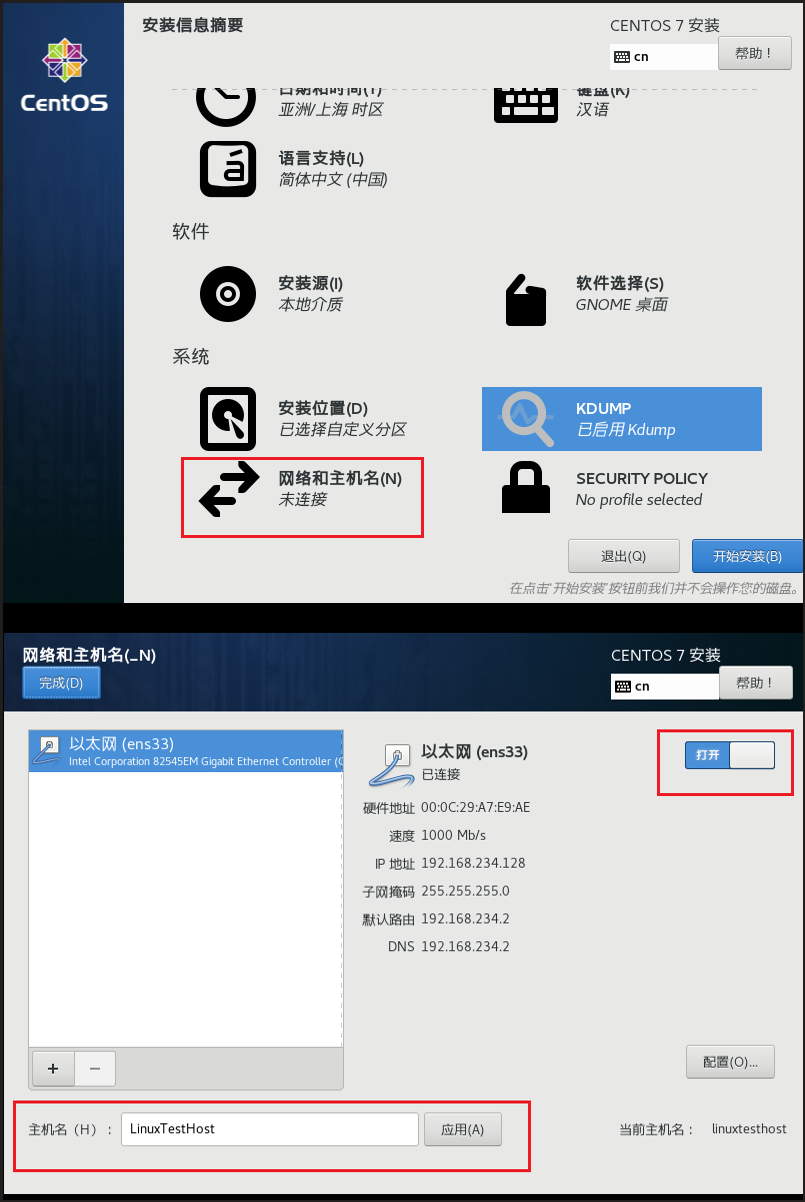 安装信息摘要
CENTOS 7 安装
cn
帮助！
CentOS
日期和时间(T)
亚洲/上海 时区
键盘(K)
汉语
语言支持(L)
简体中文 (中国)
软件
安装源(I)
本地介质
软件选择(S)
GNOME 桌面
系统
安装位置(D)
已选择自定义分区
KDUMP
已启用 Kdump
网络和主机名(N)
未连接
SECURITY POLICY
No profile selected
退出(Q)
开始安装(B)
在点击"开始安装"按钮前我们并不会操作您的磁盘。
网络和主机名(_N)
CENTOS 7 安装
完成(D)
cn
帮助！
以太网 (ens33)
Intel Corporation 82545EM Gigabit Ethernet Controller (C
以太网 (ens33)
已连接
打开
硬件地址 00:0C:29:A7:E9:AE
速度 1000 Mb/s
IP 地址 192.168.234.128
子网掩码 255.255.255.0
默认路由 192.168.234.2
DNS 192.168.234.2
+ −
配置(O)...
主机名（H）： LinuxTestHost 应用(A)
当前主机名： linuxtesthost